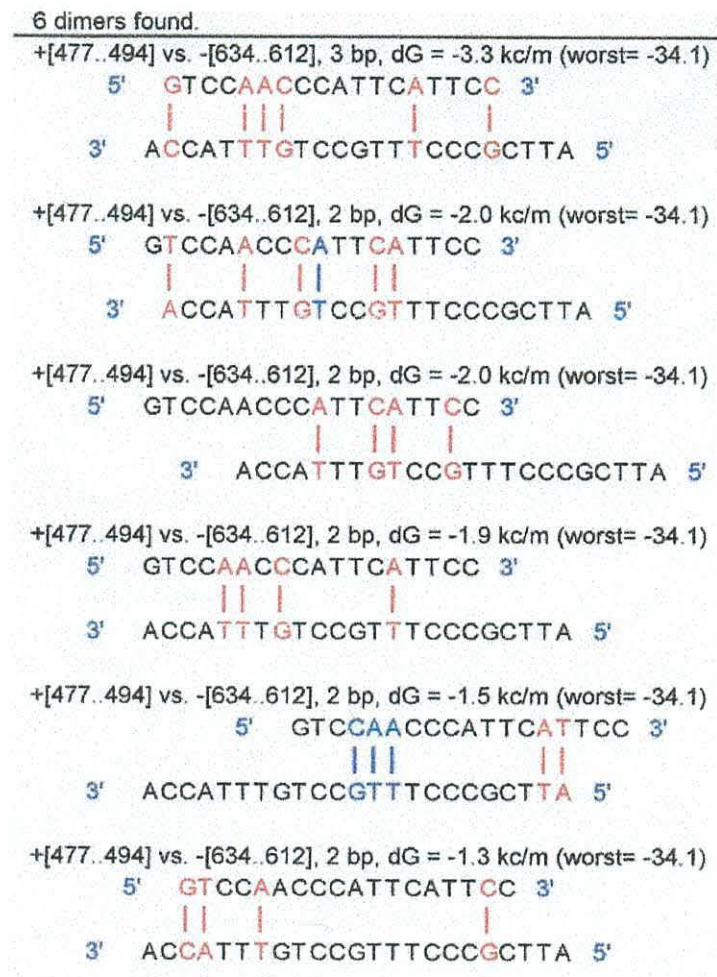 6 dimers found.
+[477..494] vs. -[634..612], 3 bp, dG = -3.3 kc/m (worst= -34.1)
5' GTCCAACCCATTCATTCC 3'
3' ACCATTTGTCCGTTTCCCGCTTA 5'
+[477..494] vs. -[634..612], 2 bp, dG = -2.0 kc/m (worst= -34.1)
5' GTCCAACCCATTCATTCC 3'
3' ACCATTTGTCCGTTTCCCGCTTA 5'
+[477..494] vs. -[634..612], 2 bp, dG = -2.0 kc/m (worst= -34.1)
5' GTCCAACCCATTCATTCC 3'
3' ACCATTTGTCCGTTTCCCGCTTA 5'
+[477..494] vs. -[634..612], 2 bp, dG = -1.9 kc/m (worst= -34.1)
5' GTCCAACCCATTCATTCC 3'
3' ACCATTTGTCCGTTTCCCGCTTA 5'
+[477..494] vs. -[634..612], 2 bp, dG = -1.5 kc/m (worst= -34.1)
5' GTCCAACCCATTCATTCC 3'
3' ACCATTTGTCCGTTTCCCGCTTA 5'
+[477..494] vs. -[634..612], 2 bp, dG = -1.3 kc/m (worst= -34.1)
5' GTCCAACCCATTCATTCC 3'
3' ACCATTTGTCCGTTTCCCGCTTA 5'